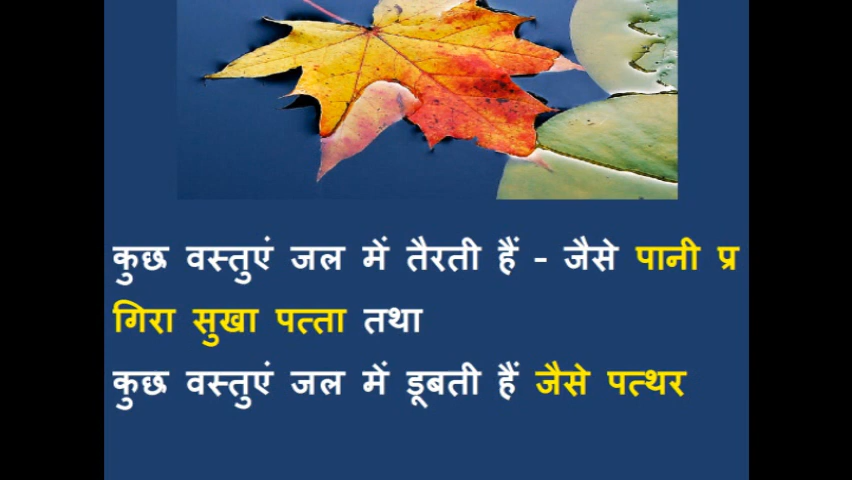 कुछ वस्तुएं जल में तैरती हैं - जैसे पानी प्र
गिरा सुखा पत्ता तथा
कुछ वस्तुएं जल में डूबती हैं जैसे पत्थर